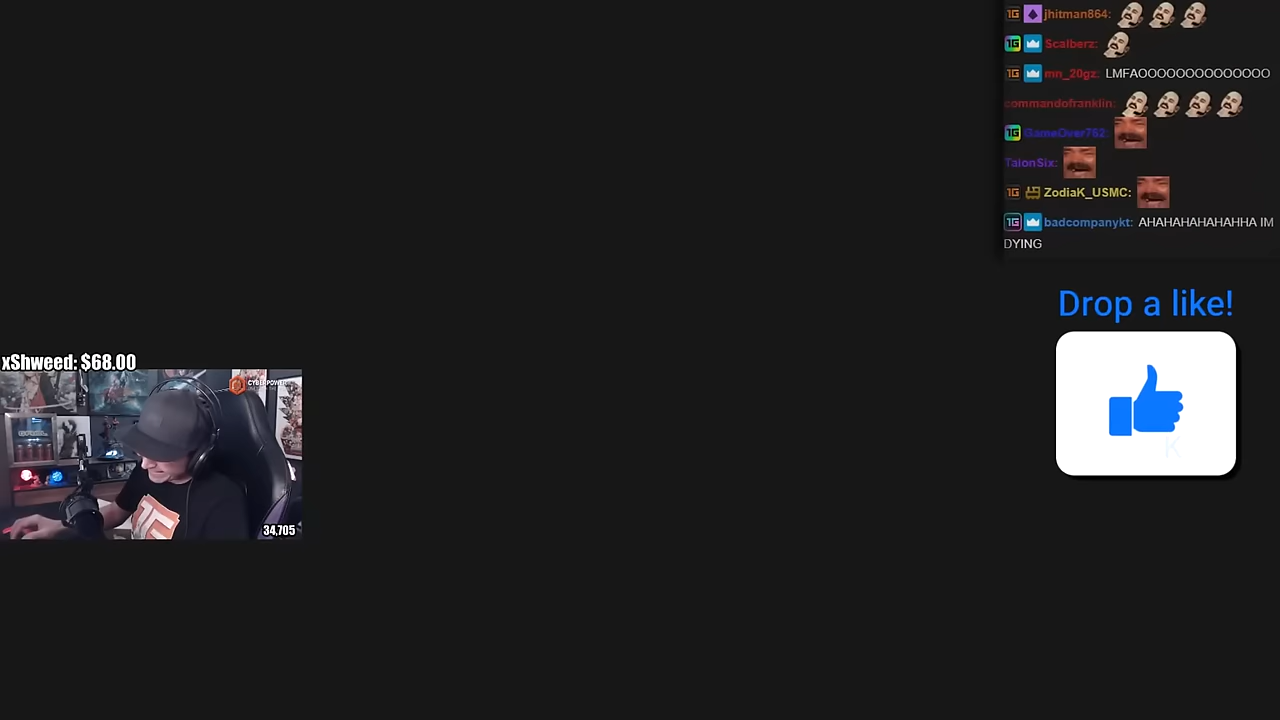 jhitman864:
Scalberz:
mn_20gz: LMFAOOOOOOOOOOOOOO
commandofranklin:
GameOver762:
TalonSix:
ZodiaK_USMC:
badcompanykt: AHAHAHAHAHAHHA IM
DYING
Drop a like!
K
xShweed: $68.00
CYBERPOWER
34,705